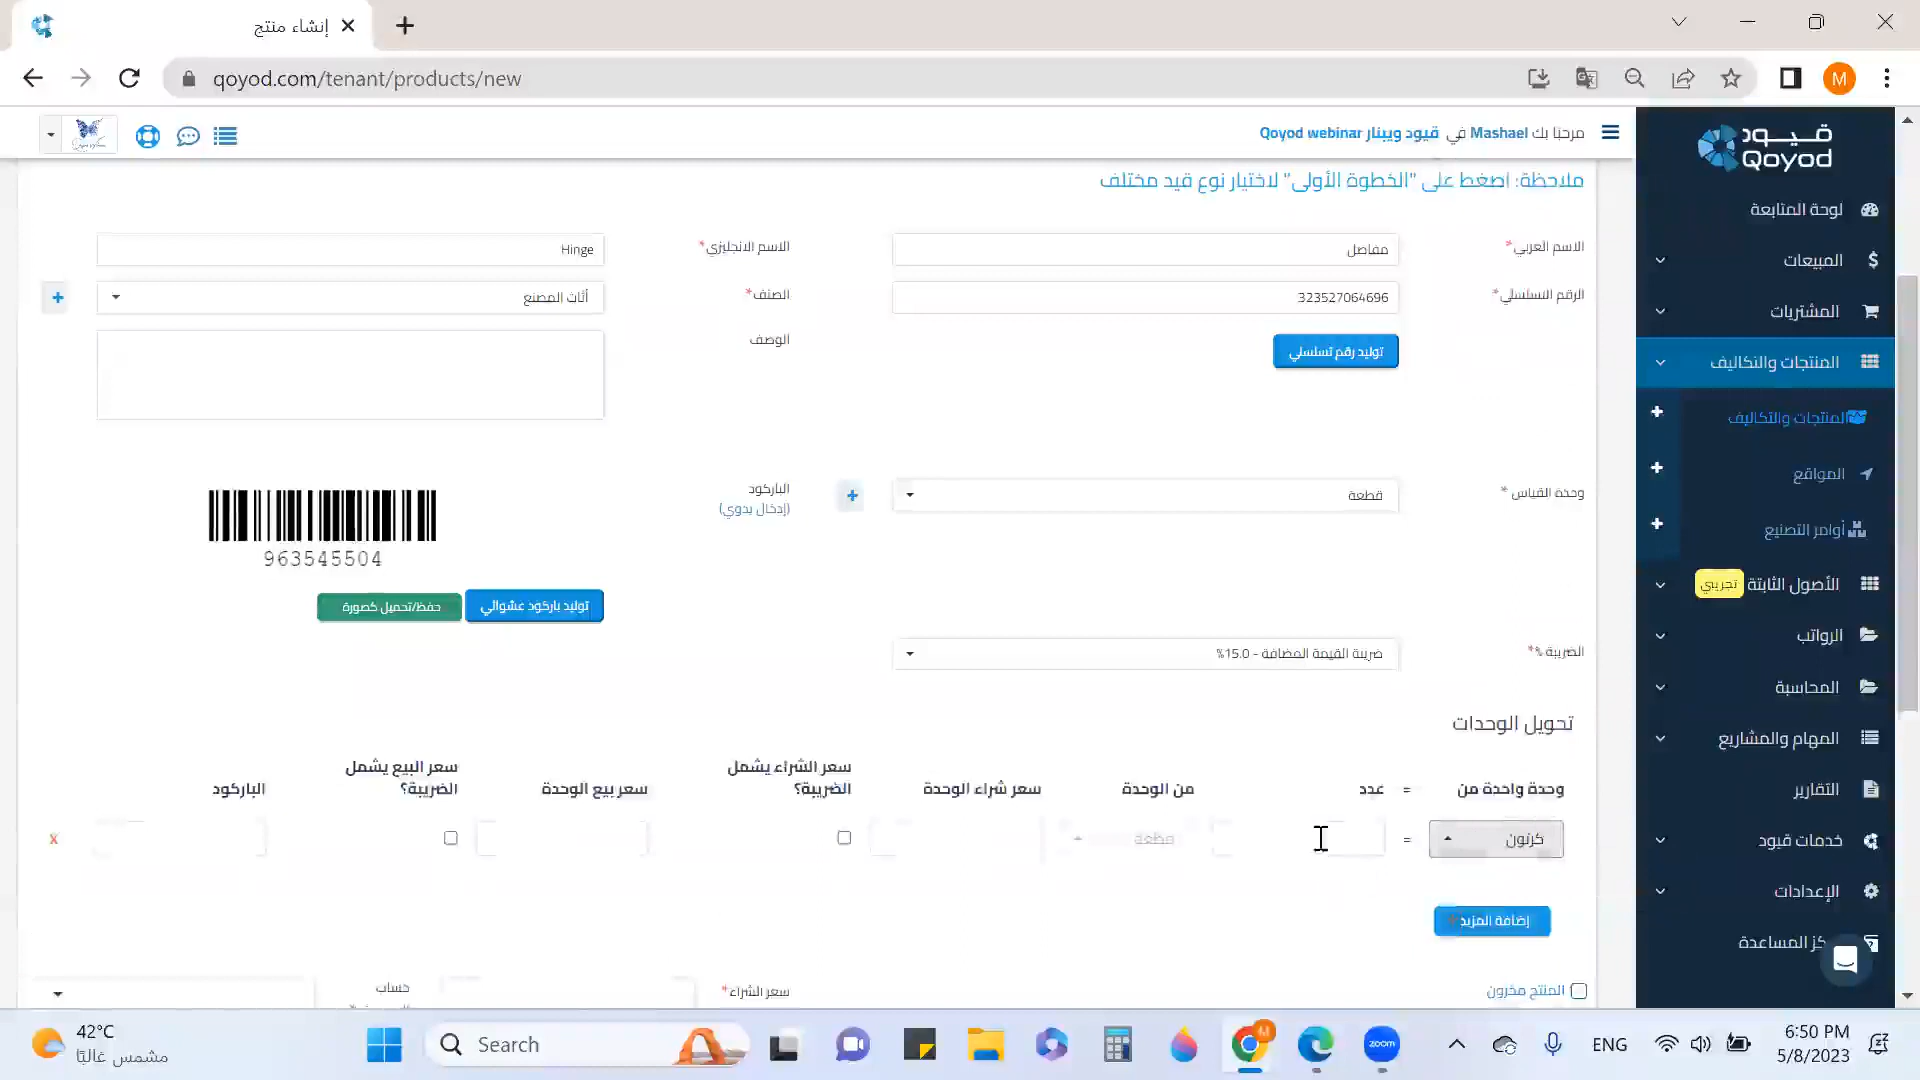 إنشاء منتج
qoyod.com/tenant/products/new
M
مرحبًا بك Mashael في قيود ويبنار Qoyod webinar
قيود
Qoyod
ملاحظة: اضغط على "الخطوة الأولى" لاختيار نوع قيد مختلف
الاسم العربي*
مفاصل
الاسم الانجليزي*
Hinge
الرقم التسلسلي*
323527064696
الصنف*
أثاث المصنع
توليد رقم تسلسلي
الوصف
وحدة القياس *
قطعة
الباركود
(إدخال يدوي)
963545504
توليد باركود عشوائي
حفظ/تحميل كصورة
الضريبة %*
ضريبة القيمة المضافة - 15.0%
تحويل الوحدات
وحدة واحدة من
=
عدد
من الوحدة
سعر شراء الوحدة
سعر الشراء يشمل الضريبة؟
سعر بيع الوحدة
سعر البيع يشمل الضريبة؟
الباركود
كرتون
=
قطعة
x
إضافة المزيد
المنتج مخزون
سعر الشراء*
حساب
لوحة المتابعة
المبيعات
المشتريات
المنتجات والتكاليف
المنتجات والتكاليف
المواقع
أوامر التصنيع
الأصول الثابتة
تجريبي
الرواتب
المحاسبة
المهام والمشاريع
التقارير
خدمات قيود
الإعدادات
كز المساعدة
42°C
مشمس غالبًا
Search
M
zoom
ENG
6:50 PM
5/8/2023